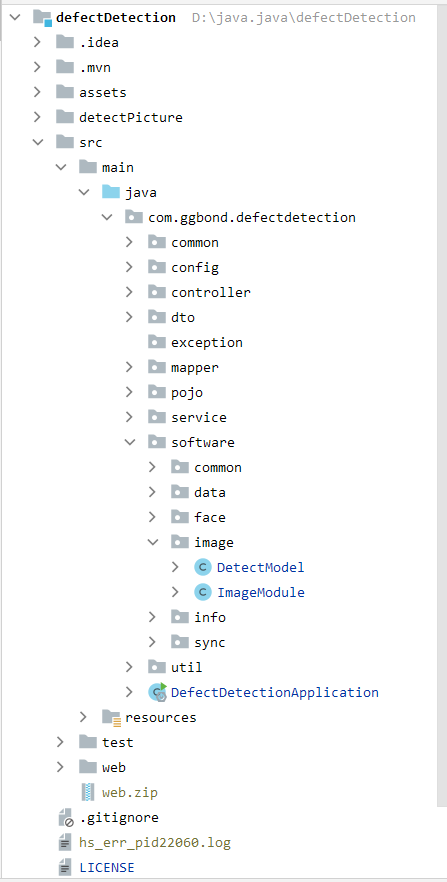 defectDetection D:\java.java\defectDetection
.idea
.mvn
assets
detectPicture
src
main
java
com.ggbond.defectdetection
common
config
controller
dto
exception
mapper
pojo
service
software
common
data
face
image
C DetectModel
C ImageModule
info
sync
util
C DefectDetectionApplication
resources
test
web
web.zip
.gitignore
hs_err_pid22060.log
LICENSE